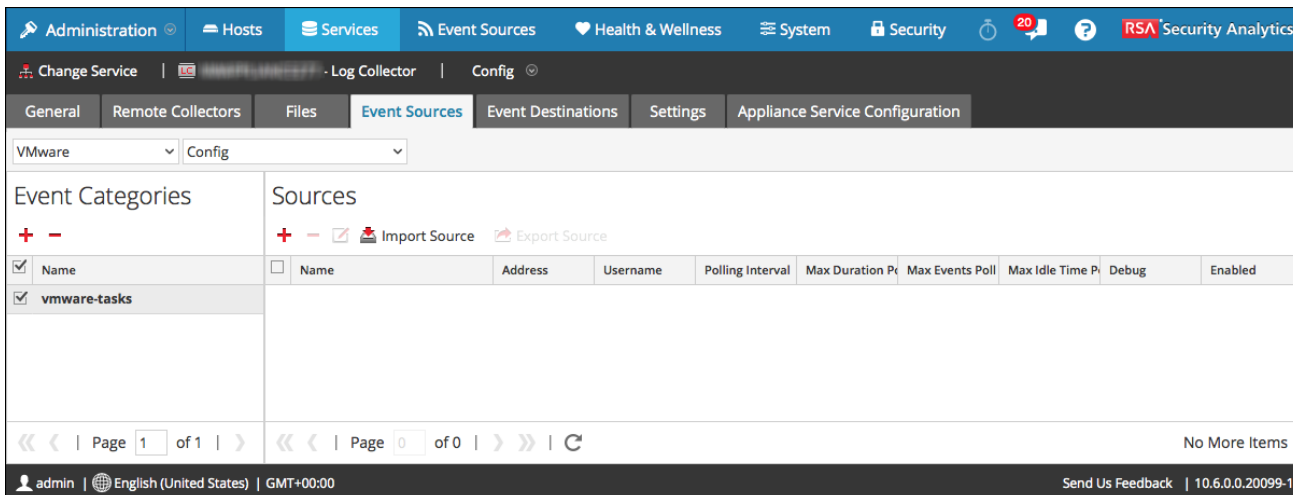 Administration Hosts Services Event Sources Health & Wellness System Security 20 ? RSA Security Analytics
Change Service | LC - Log Collector | Config
General Remote Collectors Files Event Sources Event Destinations Settings Appliance Service Configuration
VMware Config
Event Categories Sources
Import Source Export Source
Name Name Address Username Polling Interval Max Duration Po Max Events Poll Max Idle Time Po Debug Enabled
vmware-tasks
| Page 1 of 1 | | Page 0 of 0 | | No More Items
admin | English (United States) | GMT+00:00 Send Us Feedback | 10.6.0.0.20099-1